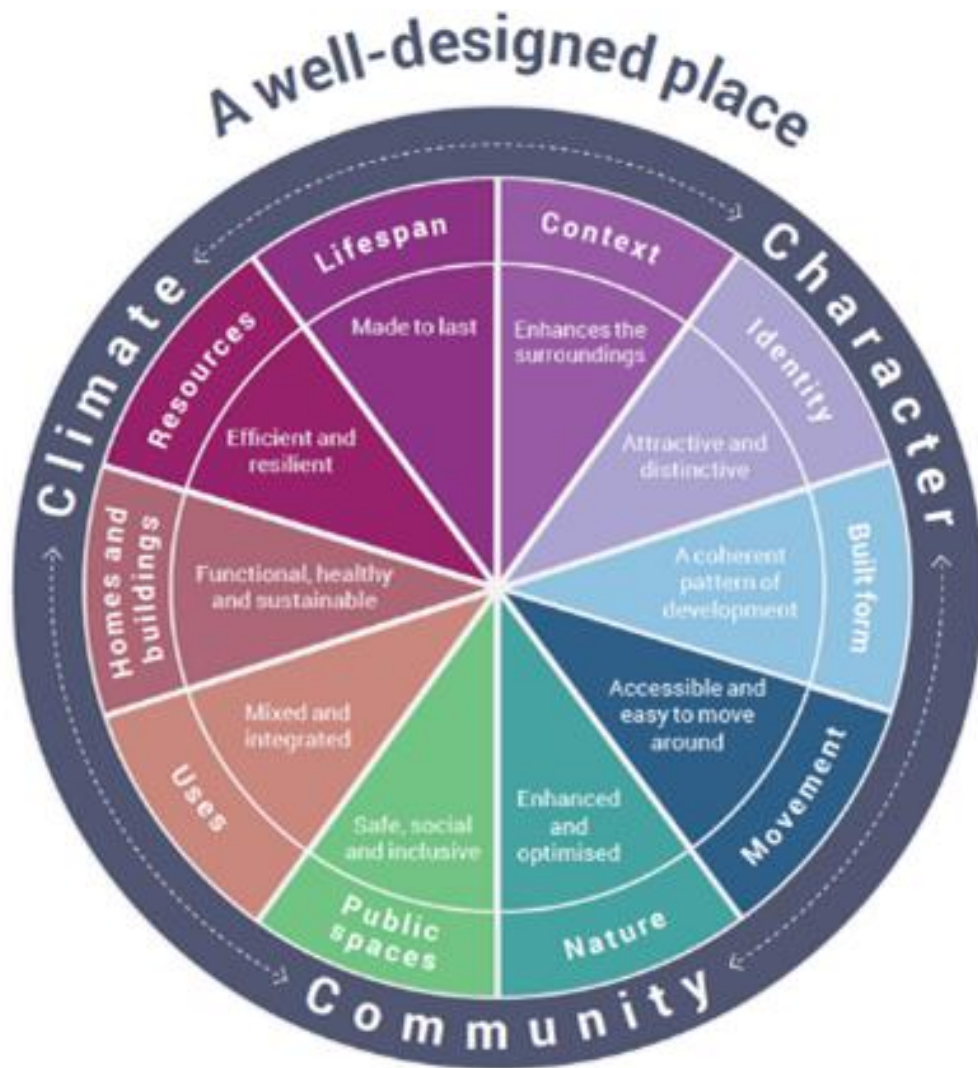 A well-designed place
Climate
Character
Community
Context
Enhances the
surroundings
Identity
Attractive and
distinctive
Built form
A coherent
pattern of
development
Movement
Accessible and
easy to move
around
Nature
Enhanced
and
optimised
Public
spaces
Safe, social
and inclusive
Uses
Mixed and
integrated
Homes and
buildings
Functional, healthy
and sustainable
Resources
Efficient and
resilient
Lifespan
Made to last